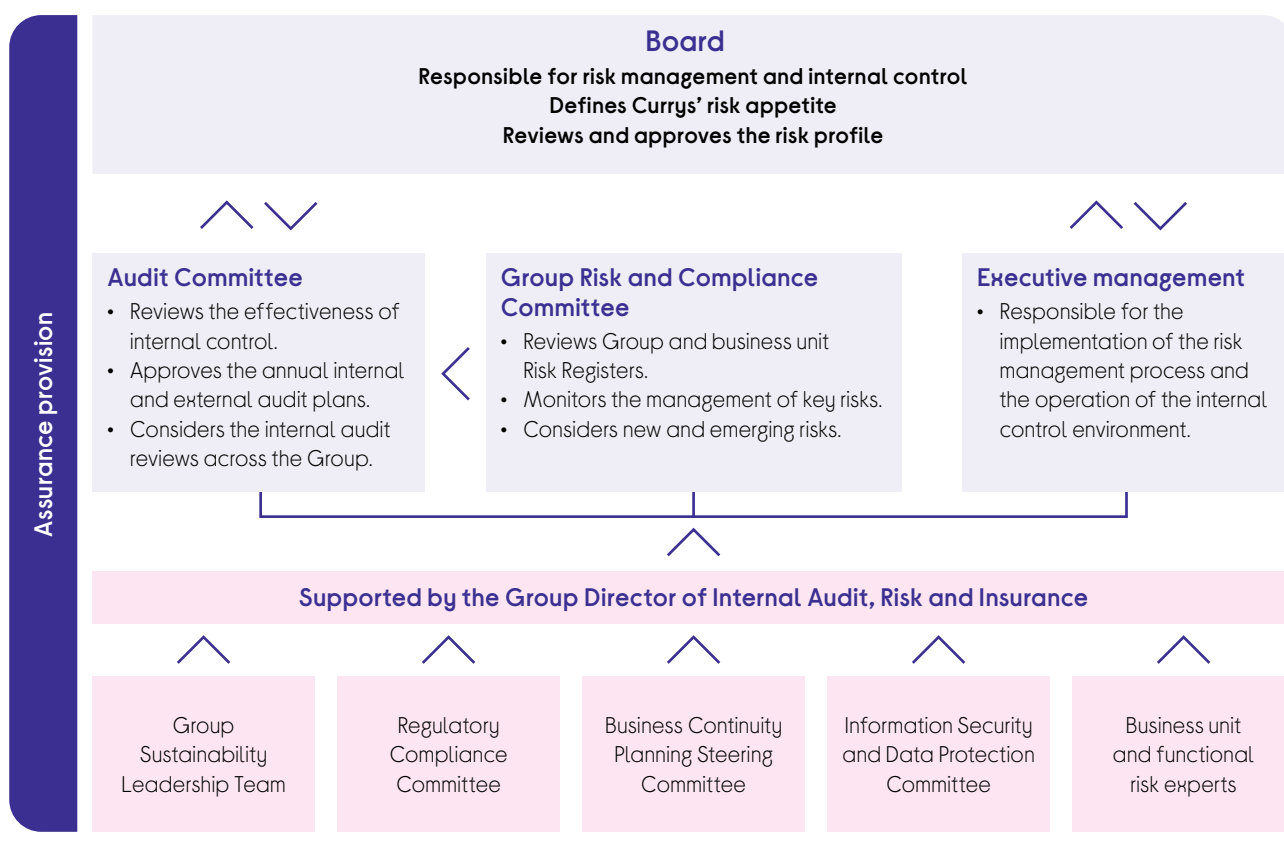 Assurance provision
Board
Responsible for risk management and internal control
Defines Currys’ risk appetite
Reviews and approves the risk profile
Audit Committee
• Reviews the effectiveness of
internal control.
• Approves the annual internal
and external audit plans.
• Considers the internal audit
reviews across the Group.
Group Risk and Compliance
Committee
• Reviews Group and business unit
Risk Registers.
• Monitors the management of key risks.
• Considers new and emerging risks.
Executive management
• Responsible for the
implementation of the risk
management process and
the operation of the internal
control environment.
Supported by the Group Director of Internal Audit, Risk and Insurance
Group
Sustainability
Leadership Team
Regulatory
Compliance
Committee
Business Continuity
Planning Steering
Committee
Information Security
and Data Protection
Committee
Business unit
and functional
risk experts